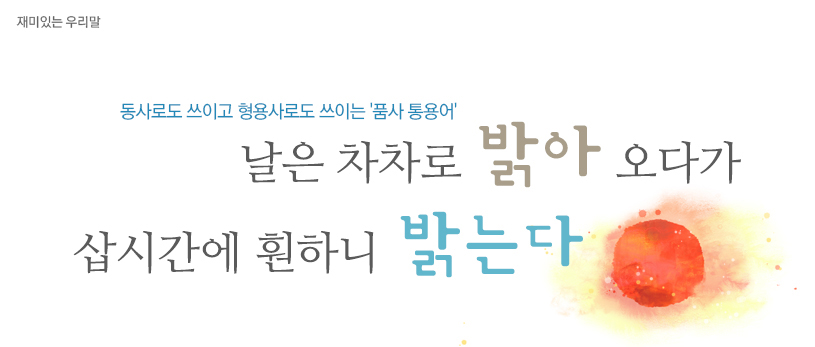 재미있는 우리말
동사로도 쓰이고 형용사로도 쓰이는 '품사 통용어'
날은 차차로 밝아 오다가
삽시간에 훤하니 밝는다